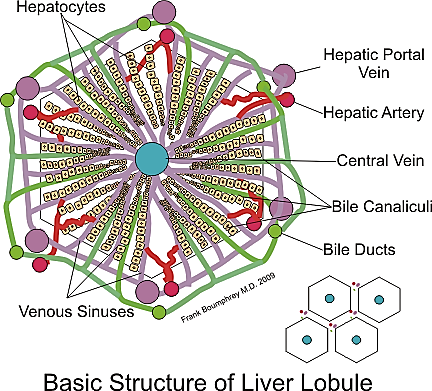 Hepatocytes
Hepatic Portal
Vein
Hepatic Artery
Central Vein
Bile Canaliculi
Bile Ducts
Venous Sinuses
Frank Boumphrey M.D. 2009
Basic Structure of Liver Lobule